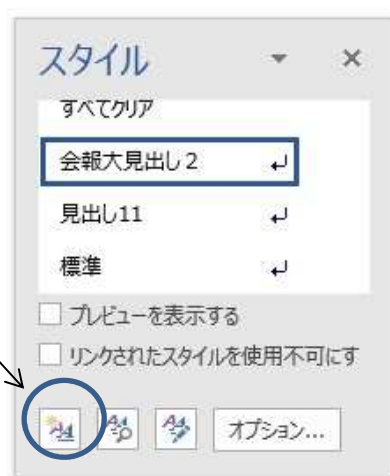 スタイル
すべてクリア
会報大見出し2
見出し11
標準
プレビューを表示する
リンクされたスタイルを使用不可にす
オプション...